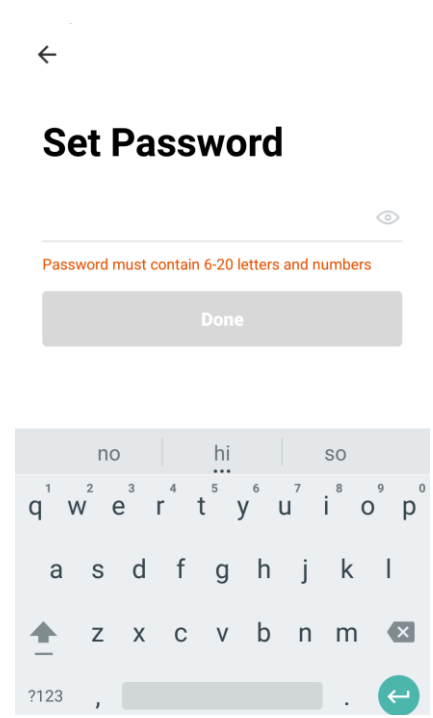 Set Password
Password must contain 6-20 letters and numbers
Done
no hi so
1 2 3 4 5 6 7 8 9 0
q w e r t y u i o p
a s d f g h j k l
z x c v b n m
?123 , .